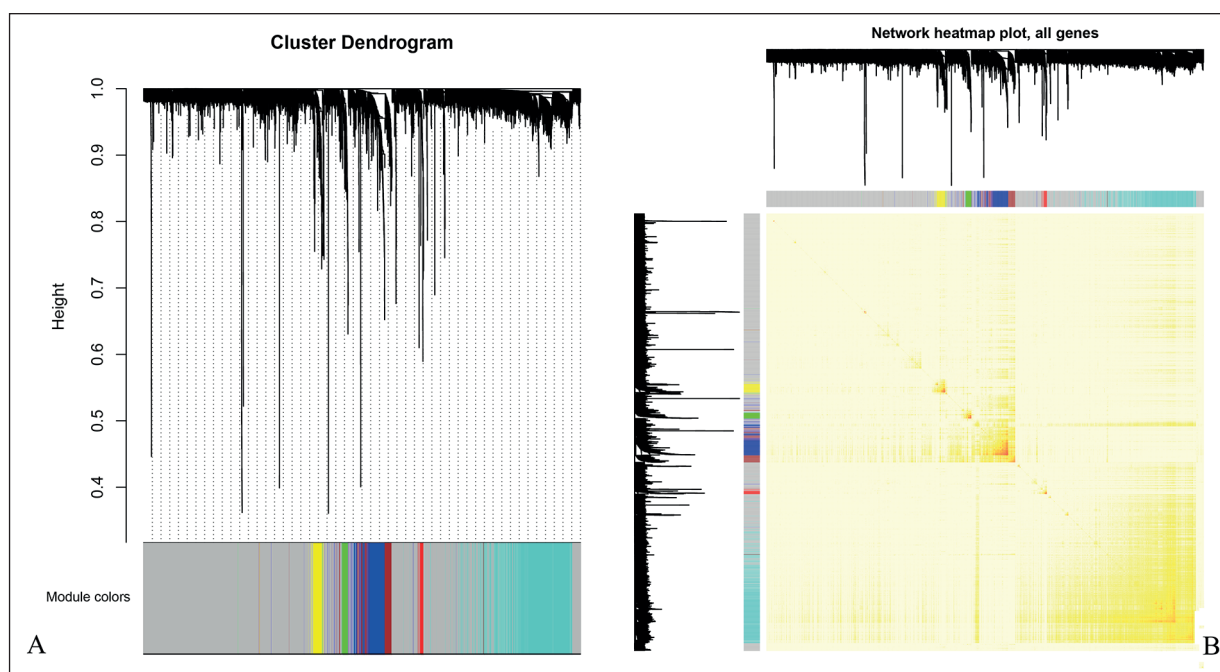 Cluster Dendrogram
Height
1.0
0.9
0.8
0.7
0.6
0.5
0.4
Module colors
A
Network heatmap plot, all genes
B